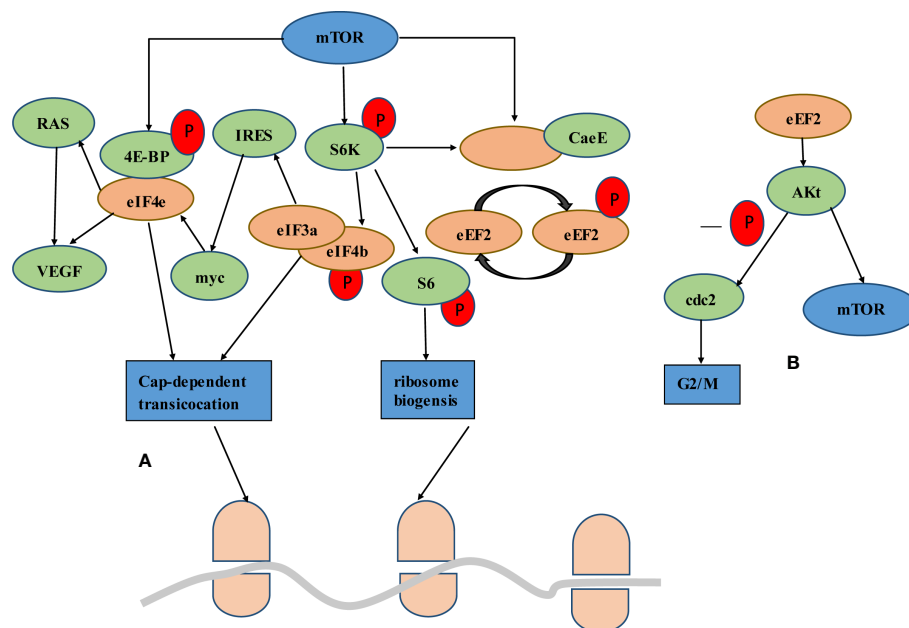 mTOR
RAS
P
4E-BP
eIF4e
VEGF
IRES
myc
P
S6K
eIF3a
eIF4b
P
S6
P
CaeE
eEF2
eEF2
P
Cap-dependent
transicocation
ribosome
biogensis
A
eEF2
AKt
P
cdc2
mTOR
G2/M
B